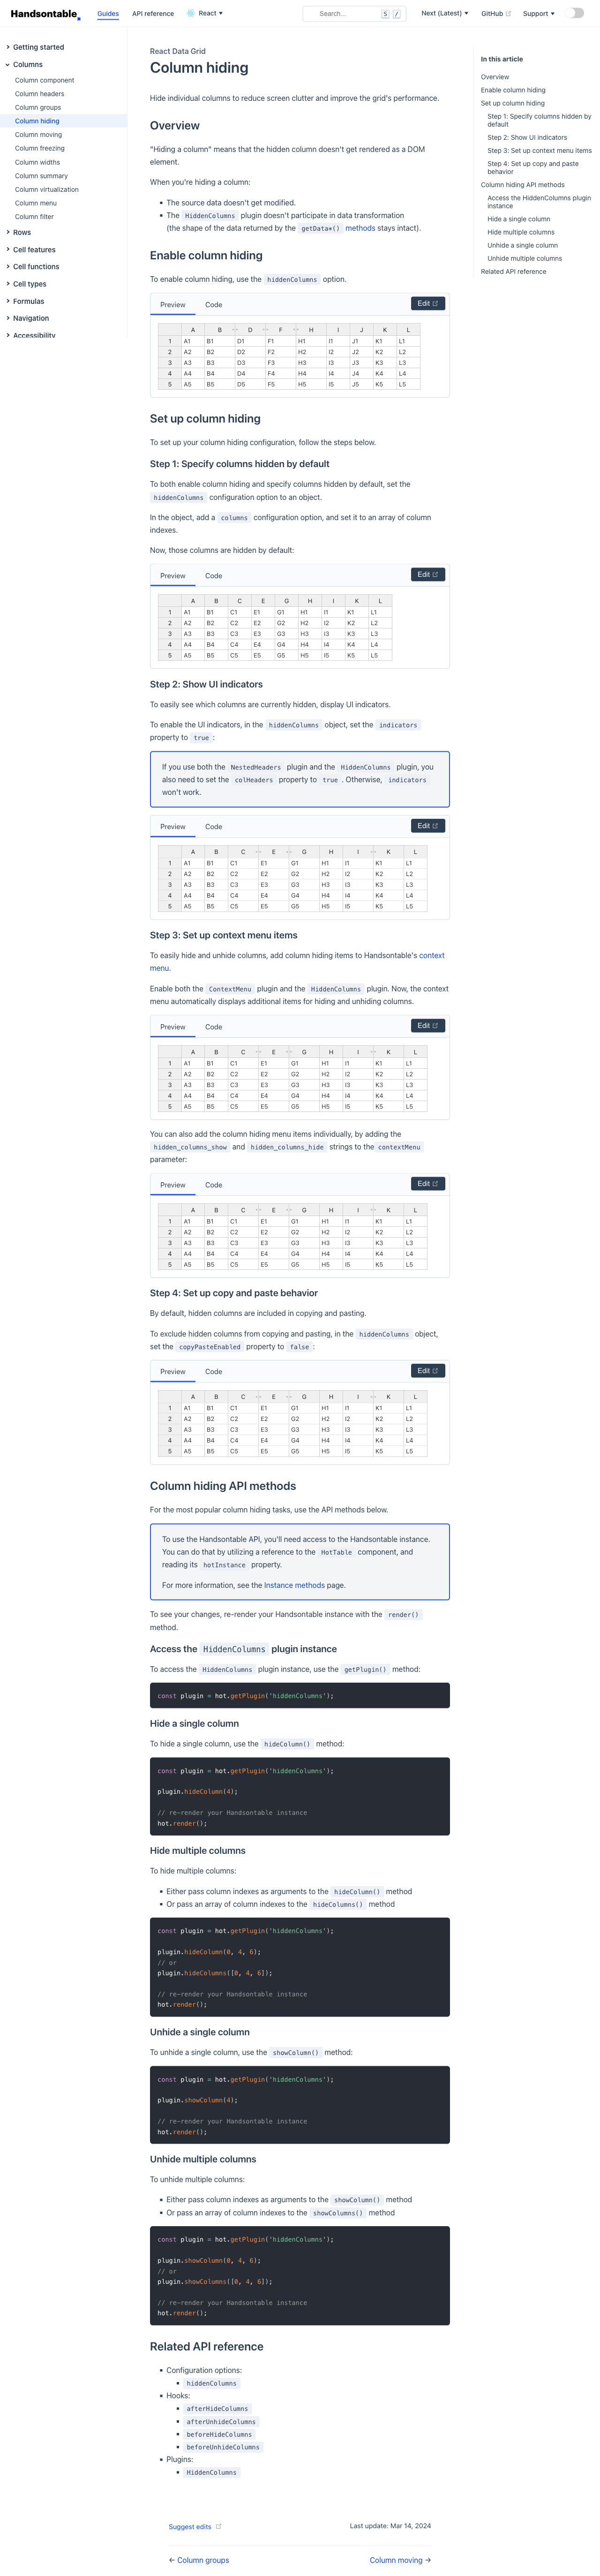 Handsontable
Guides
API reference
React
Search...
S /
Next (Latest)
GitHub
Support
Getting started
Columns
Column component
Column headers
Column groups
Column hiding
Column moving
Column freezing
Column widths
Column summary
Column virtualization
Column menu
Column filter
Rows
Cell features
Cell functions
Cell types
Formulas
Navigation
Accessibility
React Data Grid
Column hiding
Hide individual columns to reduce screen clutter and improve the grid's performance.
Overview
"Hiding a column" means that the hidden column doesn't get rendered as a DOM
element.
When you're hiding a column:
The source data doesn't get modified.
The HiddenColumns plugin doesn't participate in data transformation
(the shape of the data returned by the getData*() methods stays intact).
Enable column hiding
To enable column hiding, use the hiddenColumns option.
Preview Code Edit
A B D F H I J K L
1 A1 B1 D1 F1 H1 I1 J1 K1 L1
2 A2 B2 D2 F2 H2 I2 J2 K2 L2
3 A3 B3 D3 F3 H3 I3 J3 K3 L3
4 A4 B4 D4 F4 H4 I4 J4 K4 L4
5 A5 B5 D5 F5 H5 I5 J5 K5 L5
Set up column hiding
To set up your column hiding configuration, follow the steps below.
Step 1: Specify columns hidden by default
To both enable column hiding and specify columns hidden by default, set the
hiddenColumns configuration option to an object.
In the object, add a columns configuration option, and set it to an array of column
indexes.
Now, those columns are hidden by default:
Preview Code Edit
A B C E G H I K L
1 A1 B1 C1 E1 G1 H1 I1 K1 L1
2 A2 B2 C2 E2 G2 H2 I2 K2 L2
3 A3 B3 C3 E3 G3 H3 I3 K3 L3
4 A4 B4 C4 E4 G4 H4 I4 K4 L4
5 A5 B5 C5 E5 G5 H5 I5 K5 L5
Step 2: Show UI indicators
To easily see which columns are currently hidden, display UI indicators.
To enable the UI indicators, in the hiddenColumns object, set the indicators
property to true:
If you use both the NestedHeaders plugin and the HiddenColumns plugin, you
also need to set the colHeaders property to true. Otherwise, indicators
won't work.
Preview Code Edit
A B C E G H I K L
1 A1 B1 C1 E1 G1 H1 I1 K1 L1
2 A2 B2 C2 E2 G2 H2 I2 K2 L2
3 A3 B3 C3 E3 G3 H3 I3 K3 L3
4 A4 B4 C4 E4 G4 H4 I4 K4 L4
5 A5 B5 C5 E5 G5 H5 I5 K5 L5
Step 3: Set up context menu items
To easily hide and unhide columns, add column hiding items to Handsontable's context
menu.
Enable both the ContextMenu plugin and the HiddenColumns plugin. Now, the context
menu automatically displays additional items for hiding and unhiding columns.
Preview Code Edit
A B C E G H I K L
1 A1 B1 C1 E1 G1 H1 I1 K1 L1
2 A2 B2 C2 E2 G2 H2 I2 K2 L2
3 A3 B3 C3 E3 G3 H3 I3 K3 L3
4 A4 B4 C4 E4 G4 H4 I4 K4 L4
5 A5 B5 C5 E5 G5 H5 I5 K5 L5
You can also add the column hiding menu items individually, by adding the
hidden_columns_show and hidden_columns_hide strings to the contextMenu
parameter:
Preview Code Edit
A B C E G H I K L
1 A1 B1 C1 E1 G1 H1 I1 K1 L1
2 A2 B2 C2 E2 G2 H2 I2 K2 L2
3 A3 B3 C3 E3 G3 H3 I3 K3 L3
4 A4 B4 C4 E4 G4 H4 I4 K4 L4
5 A5 B5 C5 E5 G5 H5 I5 K5 L5
Step 4: Set up copy and paste behavior
By default, hidden columns are included in copying and pasting.
To exclude hidden columns from copying and pasting, in the hiddenColumns object,
set the copyPasteEnabled property to false:
Preview Code Edit
A B C E G H I K L
1 A1 B1 C1 E1 G1 H1 I1 K1 L1
2 A2 B2 C2 E2 G2 H2 I2 K2 L2
3 A3 B3 C3 E3 G3 H3 I3 K3 L3
4 A4 B4 C4 E4 G4 H4 I4 K4 L4
5 A5 B5 C5 E5 G5 H5 I5 K5 L5
Column hiding API methods
For the most popular column hiding tasks, use the API methods below.
To use the Handsontable API, you'll need access to the Handsontable instance.
You can do that by utilizing a reference to the HotTable component, and
reading its hotInstance property.
For more information, see the Instance methods page.
To see your changes, re-render your Handsontable instance with the render()
method.
Access the HiddenColumns plugin instance
To access the HiddenColumns plugin instance, use the getPlugin() method:
const plugin = hot.getPlugin('hiddenColumns');
Hide a single column
To hide a single column, use the hideColumn() method:
const plugin = hot.getPlugin('hiddenColumns');
plugin.hideColumn(4);
// re-render your Handsontable instance
hot.render();
Hide multiple columns
To hide multiple columns:
Either pass column indexes as arguments to the hideColumn() method
Or pass an array of column indexes to the hideColumns() method
const plugin = hot.getPlugin('hiddenColumns');
plugin.hideColumn(0, 4, 6);
// or
plugin.hideColumns([0, 4, 6]);
// re-render your Handsontable instance
hot.render();
Unhide a single column
To unhide a single column, use the showColumn() method:
const plugin = hot.getPlugin('hiddenColumns');
plugin.showColumn(4);
// re-render your Handsontable instance
hot.render();
Unhide multiple columns
To unhide multiple columns:
Either pass column indexes as arguments to the showColumn() method
Or pass an array of column indexes to the showColumns() method
const plugin = hot.getPlugin('hiddenColumns');
plugin.showColumn(0, 4, 6);
// or
plugin.showColumns([0, 4, 6]);
// re-render your Handsontable instance
hot.render();
Related API reference
Configuration options:
hiddenColumns
Hooks:
afterHideColumns
afterUnhideColumns
beforeHideColumns
beforeUnhideColumns
Plugins:
HiddenColumns
Suggest edits
Last update: Mar 14, 2024
← Column groups
Column moving →
In this article
Overview
Enable column hiding
Set up column hiding
Step 1: Specify columns hidden by
default
Step 2: Show UI indicators
Step 3: Set up context menu items
Step 4: Set up copy and paste
behavior
Column hiding API methods
Access the HiddenColumns plugin
instance
Hide a single column
Hide multiple columns
Unhide a single column
Unhide multiple columns
Related API reference